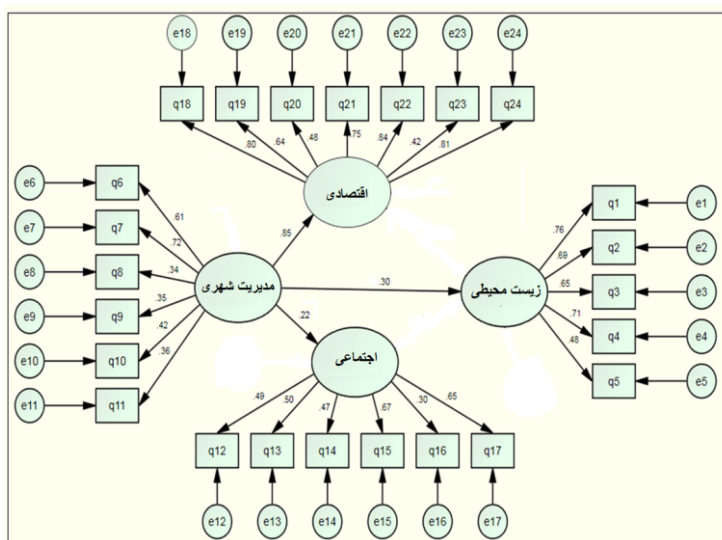 e18 e19 e20 e21 e22 e23 e24
q18 q19 q20 q21 q22 q23 q24
.80 .64 .48 .75 .84 .42 .81
اقتصادی
e6 q6 .61
e7 q7 .72
e8 q8 .34
e9 q9 .35
e10 q10 .42
e11 q11 .36
مدیریت شهری
.85
.30
.22
زیست محیطی
.76 q1 e1
.69 q2 e2
.65 q3 e3
.71 q4 e4
.48 q5 e5
اجتماعی
.49 .50 .47 .67 .30 .65
q12 q13 q14 q15 q16 q17
e12 e13 e14 e15 e16 e17